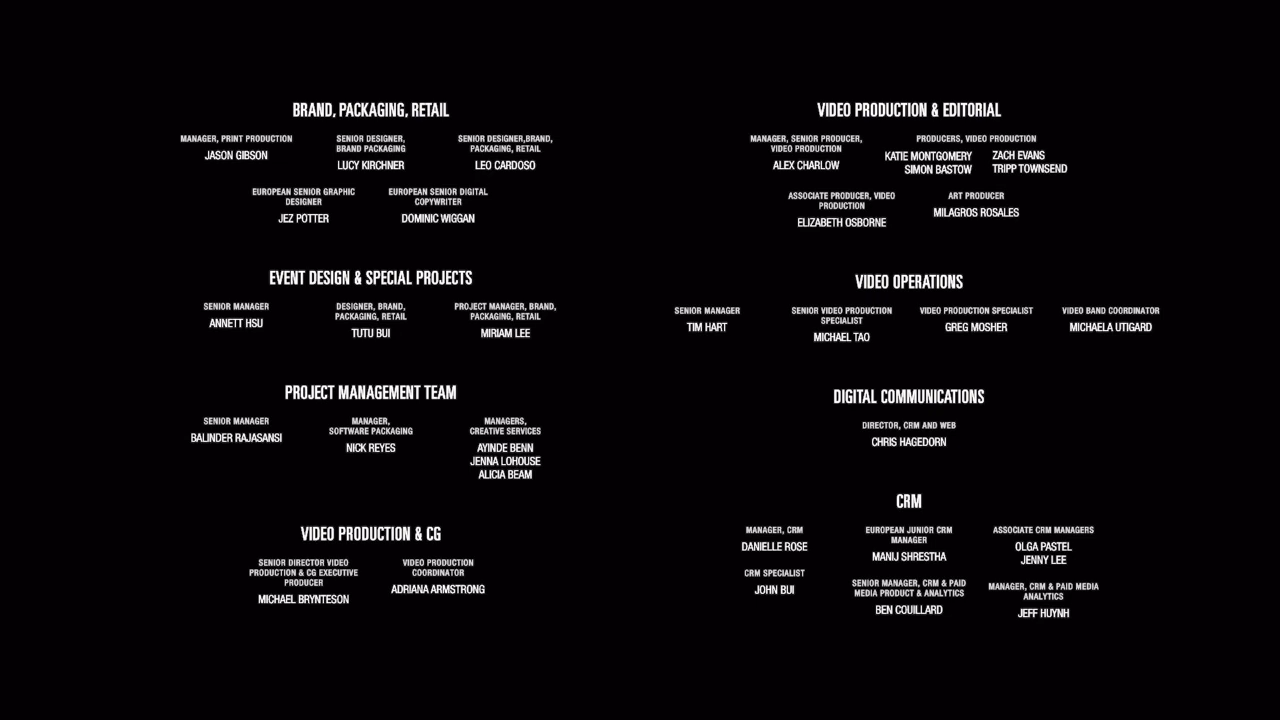 BRAND, PACKAGING, RETAIL
MANAGER, PRINT PRODUCTION
JASON GIBSON
SENIOR DESIGNER,
BRAND PACKAGING
LUCY KIRCHNER
SENIOR DESIGNER,BRAND,
PACKAGING, RETAIL
LEO CARDOSO
EUROPEAN SENIOR GRAPHIC
DESIGNER
JEZ POTTER
EUROPEAN SENIOR DIGITAL
COPYWRITER
DOMINIC WIGGAN
EVENT DESIGN & SPECIAL PROJECTS
SENIOR MANAGER
ANNETT HSU
DESIGNER, BRAND,
PACKAGING, RETAIL
TUTU BUI
PROJECT MANAGER, BRAND,
PACKAGING, RETAIL
MIRIAM LEE
PROJECT MANAGEMENT TEAM
SENIOR MANAGER
BALINDER RAJASANSI
MANAGER,
SOFTWARE PACKAGING
NICK REYES
MANAGERS,
CREATIVE SERVICES
AYINDE BENN
JENNA LOHOUSE
ALICIA BEAM
VIDEO PRODUCTION & CG
SENIOR DIRECTOR VIDEO
PRODUCTION & CG EXECUTIVE
PRODUCER
MICHAEL BRYNTESON
VIDEO PRODUCTION
COORDINATOR
ADRIANA ARMSTRONG
VIDEO PRODUCTION & EDITORIAL
MANAGER, SENIOR PRODUCER,
VIDEO PRODUCTION
ALEX CHARLOW
PRODUCERS, VIDEO PRODUCTION
KATIE MONTGOMERY
SIMON BASTOW
ZACH EVANS
TRIPP TOWNSEND
ASSOCIATE PRODUCER, VIDEO
PRODUCTION
ELIZABETH OSBORNE
ART PRODUCER
MILAGROS ROSALES
VIDEO OPERATIONS
SENIOR MANAGER
TIM HART
SENIOR VIDEO PRODUCTION
SPECIALIST
MICHAEL TAO
VIDEO PRODUCTION SPECIALIST
GREG MOSHER
VIDEO BAND COORDINATOR
MICHAELA UTIGARD
DIGITAL COMMUNICATIONS
DIRECTOR, CRM AND WEB
CHRIS HAGEDORN
CRM
MANAGER, CRM
DANIELLE ROSE
EUROPEAN JUNIOR CRM
MANAGER
MANIJ SHRESTHA
ASSOCIATE CRM MANAGERS
OLGA PASTEL
JENNY LEE
CRM SPECIALIST
JOHN BUI
SENIOR MANAGER, CRM & PAID
MEDIA PRODUCT & ANALYTICS
BEN COUILLARD
MANAGER, CRM & PAID MEDIA
ANALYTICS
JEFF HUYNH